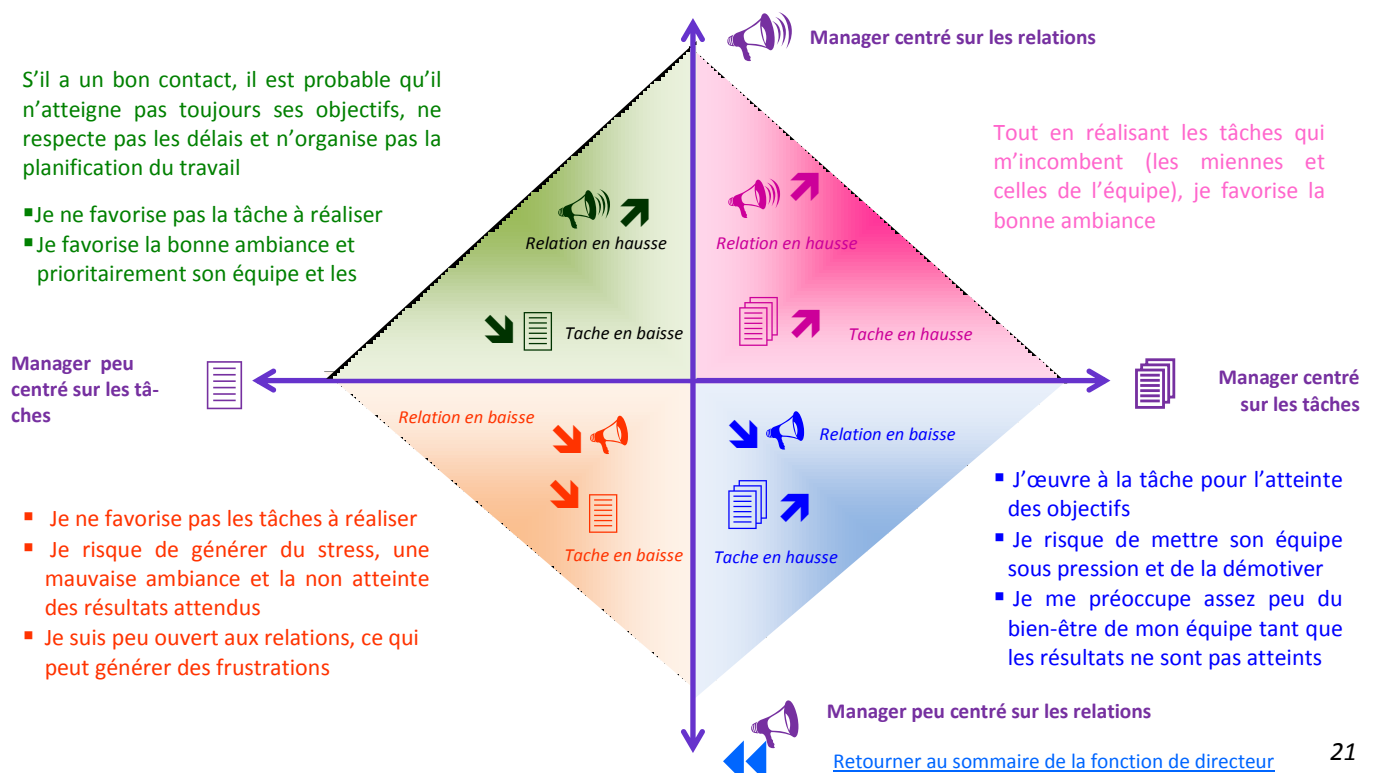 Manager centré sur les relations
S’il a un bon contact, il est probable qu’il
n’atteigne pas toujours ses objectifs, ne
respecte pas les délais et n’organise pas la
planification du travail
▪Je ne favorise pas la tâche à réaliser
▪Je favorise la bonne ambiance et
prioritairement son équipe et les
Tout en réalisant les tâches qui
m’incombent (les miennes et
celles de l’équipe), je favorise la
bonne ambiance
Relation en hausse
Relation en hausse
Tache en baisse
Tache en hausse
Manager peu
centré sur les tâ-
ches
Manager centré
sur les tâches
Relation en baisse
Relation en baisse
Tache en baisse
Tache en hausse
▪ Je ne favorise pas les tâches à réaliser
▪ Je risque de générer du stress, une
mauvaise ambiance et la non atteinte
des résultats attendus
▪ Je suis peu ouvert aux relations, ce qui
peut générer des frustrations
▪ J’œuvre à la tâche pour l’atteinte
des objectifs
▪ Je risque de mettre son équipe
sous pression et de la démotiver
▪ Je me préoccupe assez peu du
bien-être de mon équipe tant que
les résultats ne sont pas atteints
Manager peu centré sur les relations
Retourner au sommaire de la fonction de directeur
21